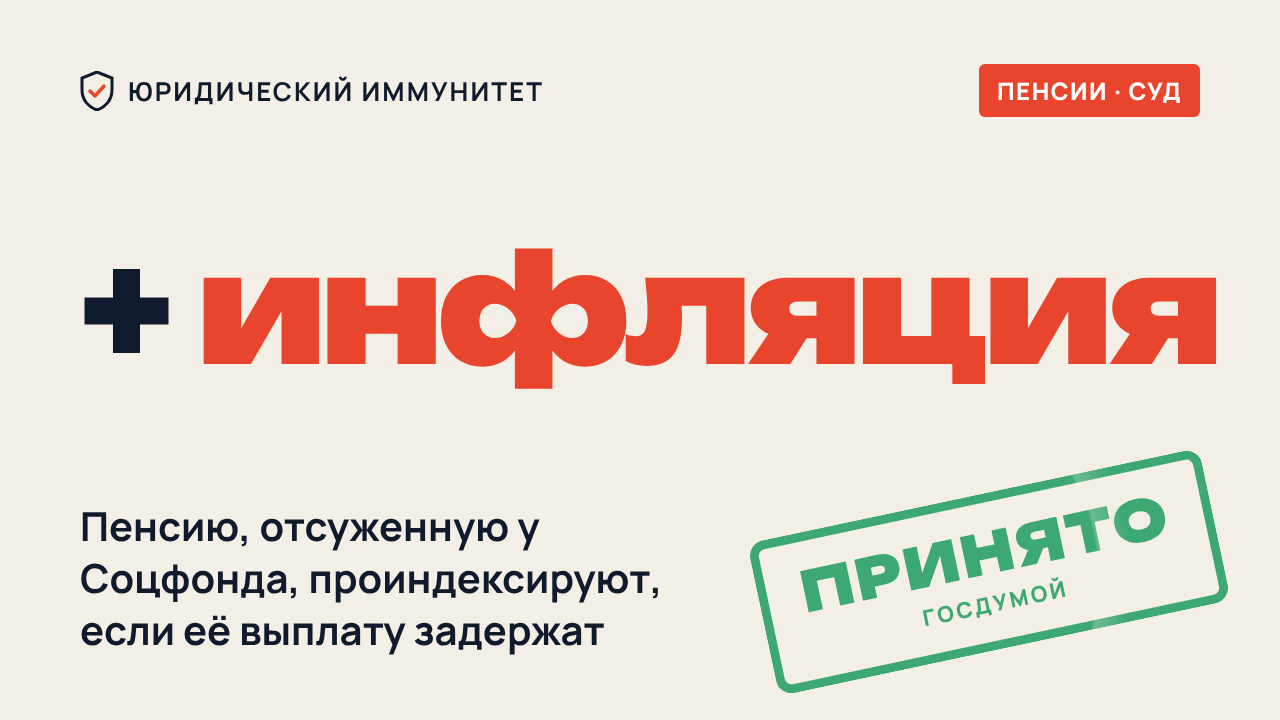 ЮРИДИЧЕСКИЙ ИММУНИТЕТ
ПЕНСИИ · СУД
+ инфляция
Пенсию, отсуженную у
Соцфонда, проиндексируют,
если её выплату задержат
ПРИНЯТО
ГОСДУМОЙ